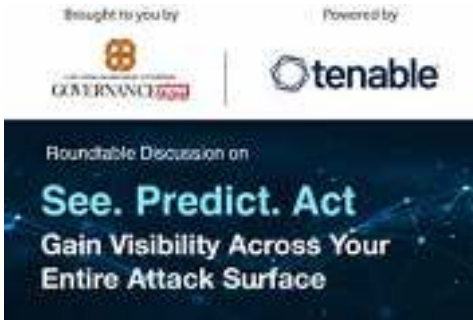 Brought to you by
Powered by
GOVERNANCE
tenable
Roundtable Discussion on
See. Predict. Act
Gain Visibility Across Your
Entire Attack Surface